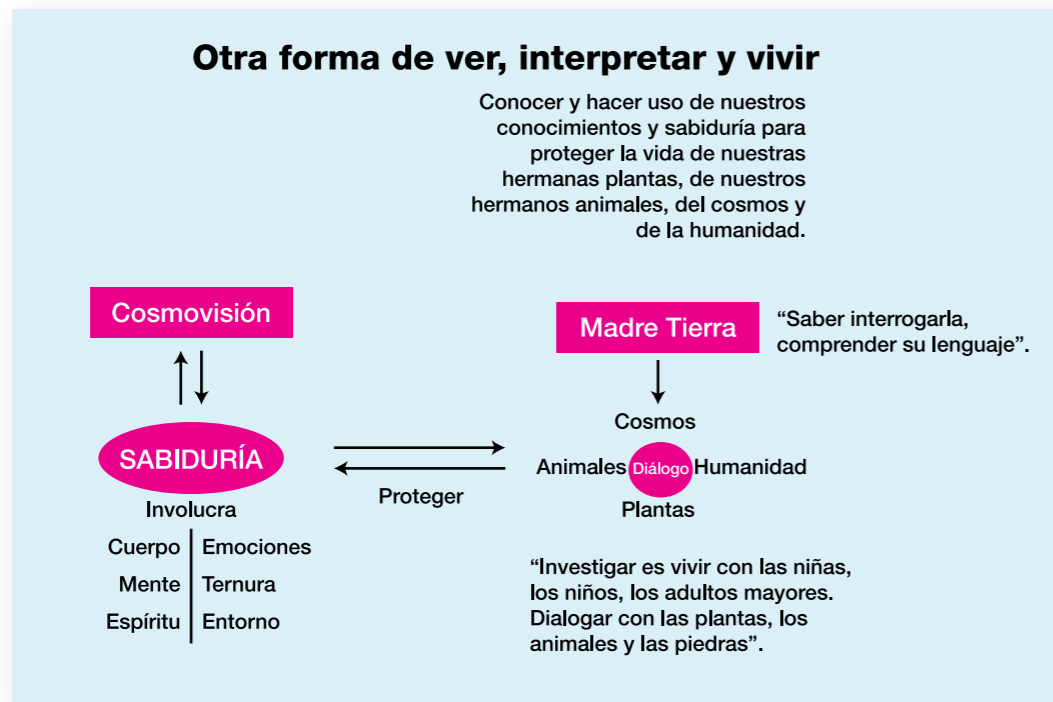 Otra forma de ver, interpretar y vivir
Conocer y hacer uso de nuestros
conocimientos y sabiduría para
proteger la vida de nuestras
hermanas plantas, de nuestros
hermanos animales, del cosmos y
de la humanidad.
Cosmovisión
Madre Tierra
“Saber interrogarla,
comprender su lenguaje”.
SABIDURÍA
Involucra
Cuerpo Emociones
Mente Ternura
Espíritu Entorno
Proteger
Cosmos
Animales Diálogo Humanidad
Plantas
“Investigar es vivir con las niñas,
los niños, los adultos mayores.
Dialogar con las plantas, los
animales y las piedras”.